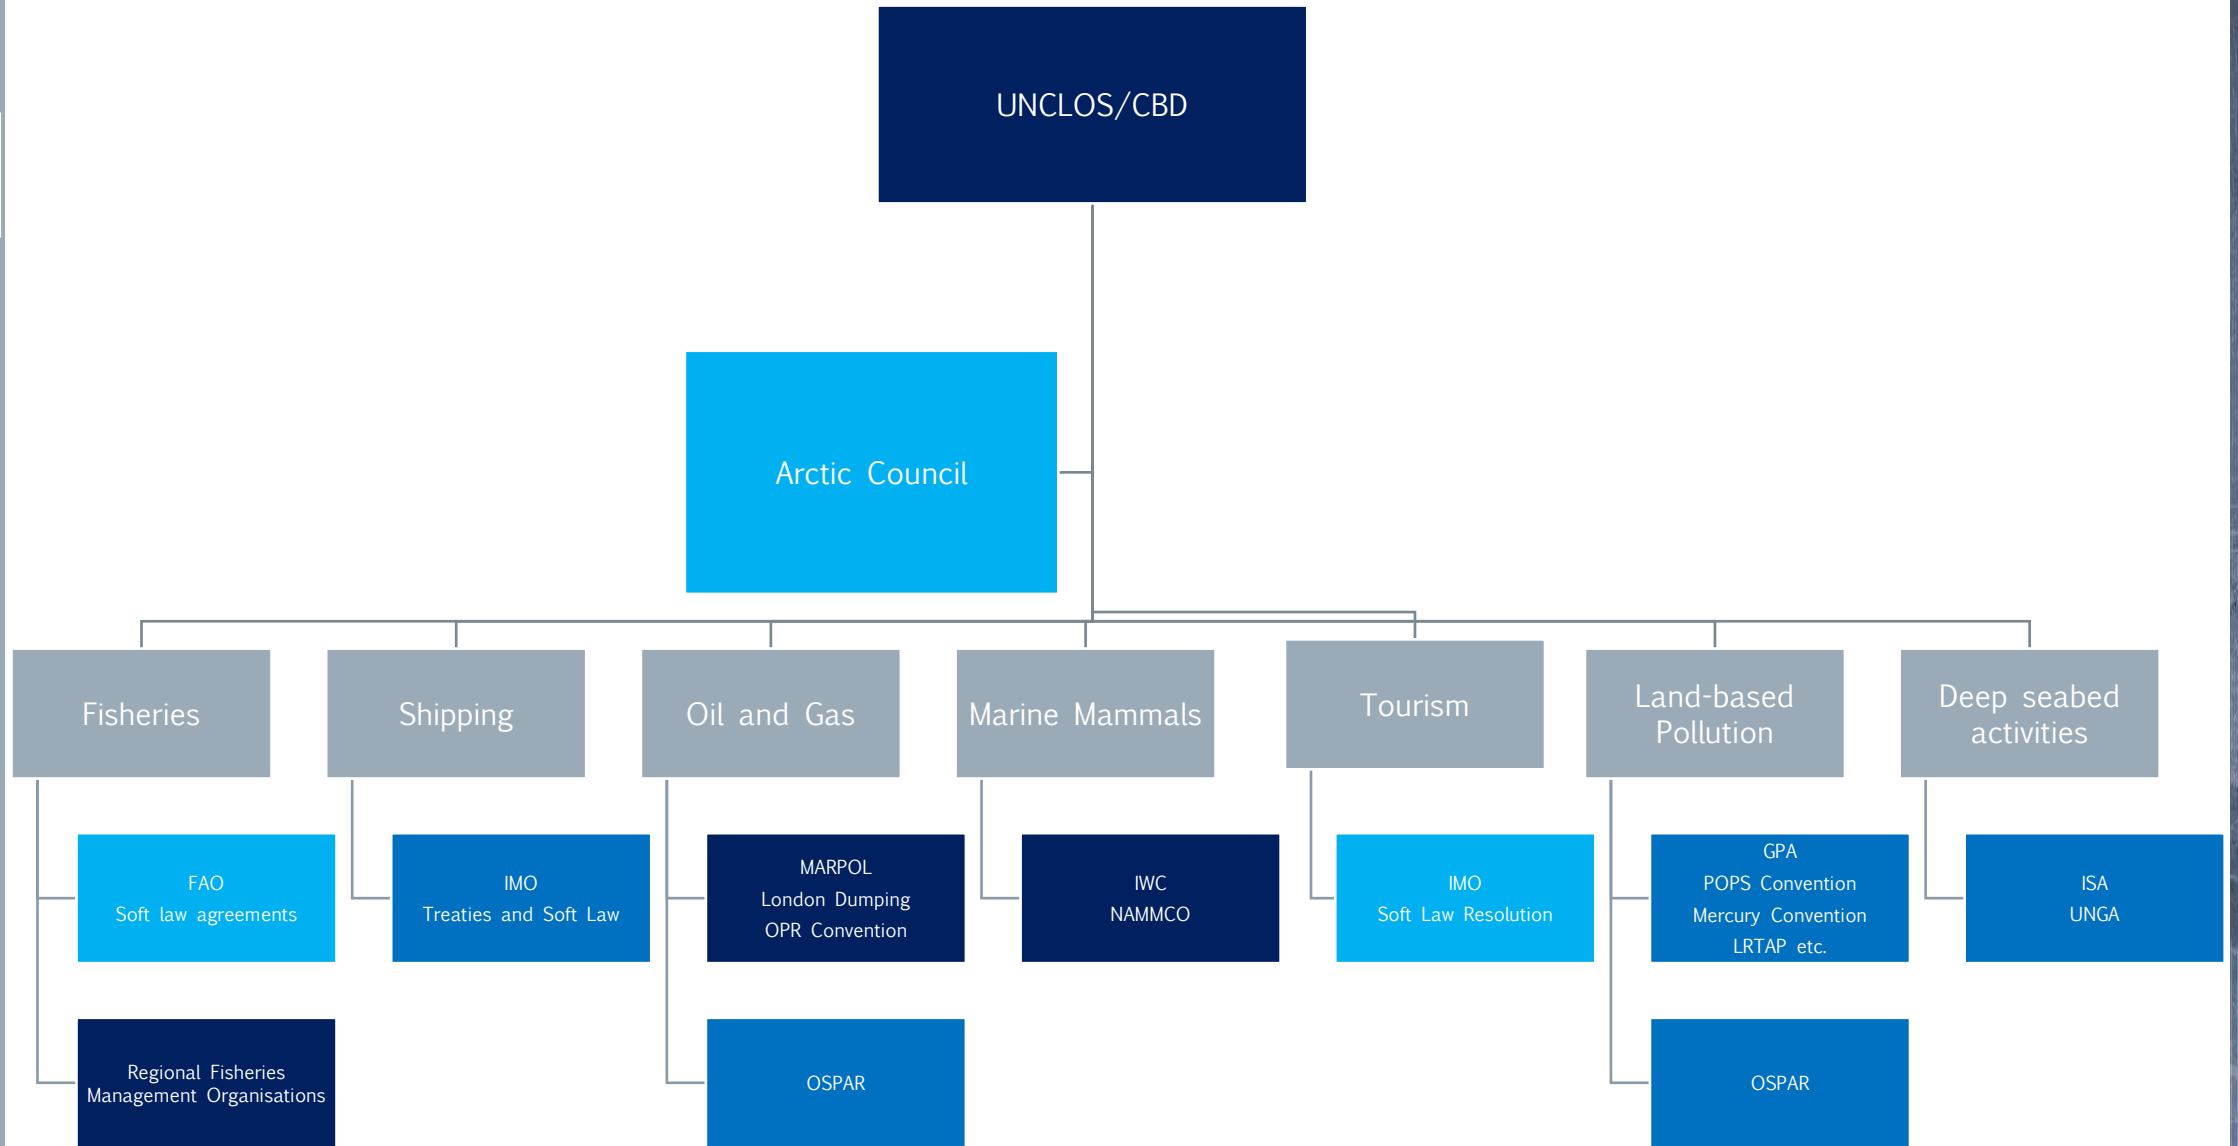 UNCLOS/CBD
Arctic Council
Fisheries
Shipping
Oil and Gas
Marine Mammals
Tourism
Land-based
Pollution
Deep seabed
activities
FAO
Soft law agreements
IMO
Treaties and Soft Law
MARPOL
London Dumping
OPR Convention
IWC
NAMMCO
IMO
Soft Law Resolution
GPA
POPS Convention
Mercury Convention
LRTAP etc.
ISA
UNGA
Regional Fisheries
Management Organisations
OSPAR
OSPAR